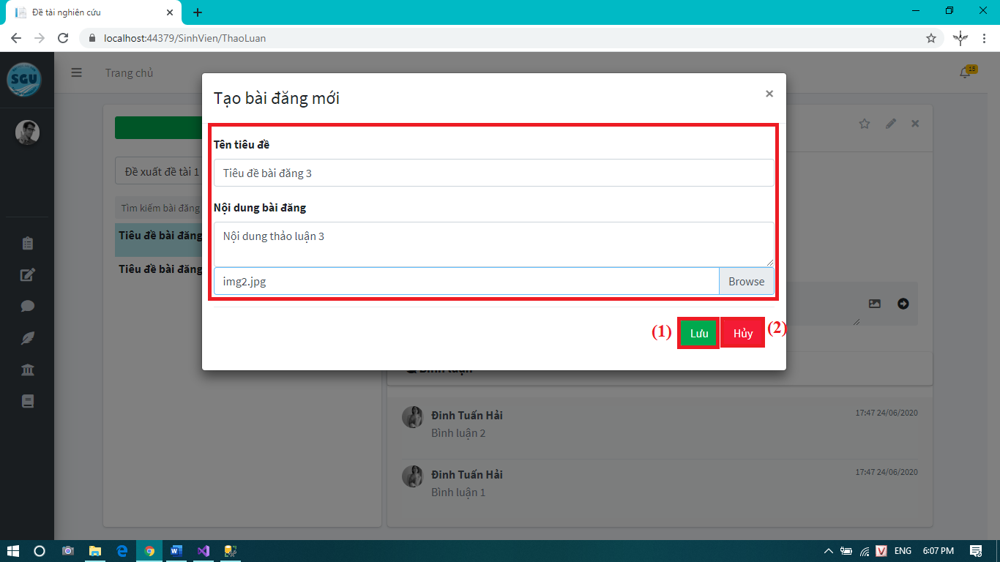 Đề tài nghiên cứu
localhost:44379/SinhVien/ThaoLuan
SGU
Trang chủ
15
Tạo bài đăng mới
Tên tiêu đề
Tiêu đề bài đăng 3
Đề xuất đề tài 1
Tìm kiếm bài đăng
Nội dung bài đăng
Tiêu đề bài đăng
Nội dung thảo luận 3
Tiêu đề bài đăng
img2.jpg
Browse
(1)
Lưu
Hủy
(2)
Bình luận
Đinh Tuấn Hải
17:47 24/06/2020
Bình luận 2
Đinh Tuấn Hải
17:47 24/06/2020
Bình luận 1
ENG
6:07 PM